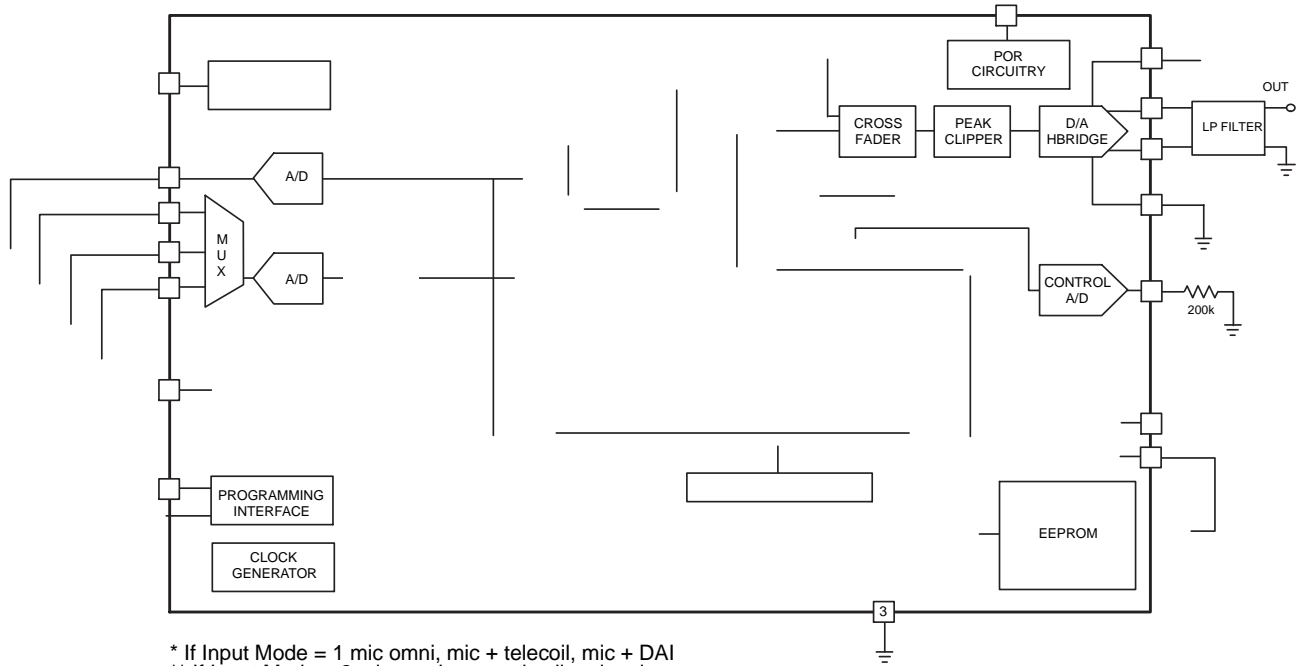 POR
CIRCUITRY
OUT
CROSS
FADER
PEAK
CLIPPER
D/A
HBRIDGE
LP FILTER
A/D
M
U
X
A/D
CONTROL
A/D
200k
PROGRAMMING
INTERFACE
EEPROM
CLOCK
GENERATOR
3
* If Input Mode = 1 mic omni, mic + telecoil, mic + DAI